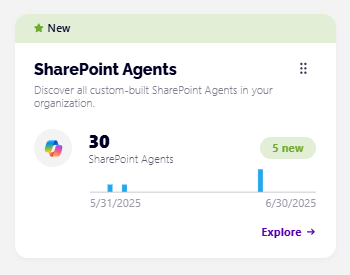 New
SharePoint Agents
Discover all custom-built SharePoint Agents in your
organization.
30
SharePoint Agents
5 new
5/31/2025
6/30/2025
Explore →